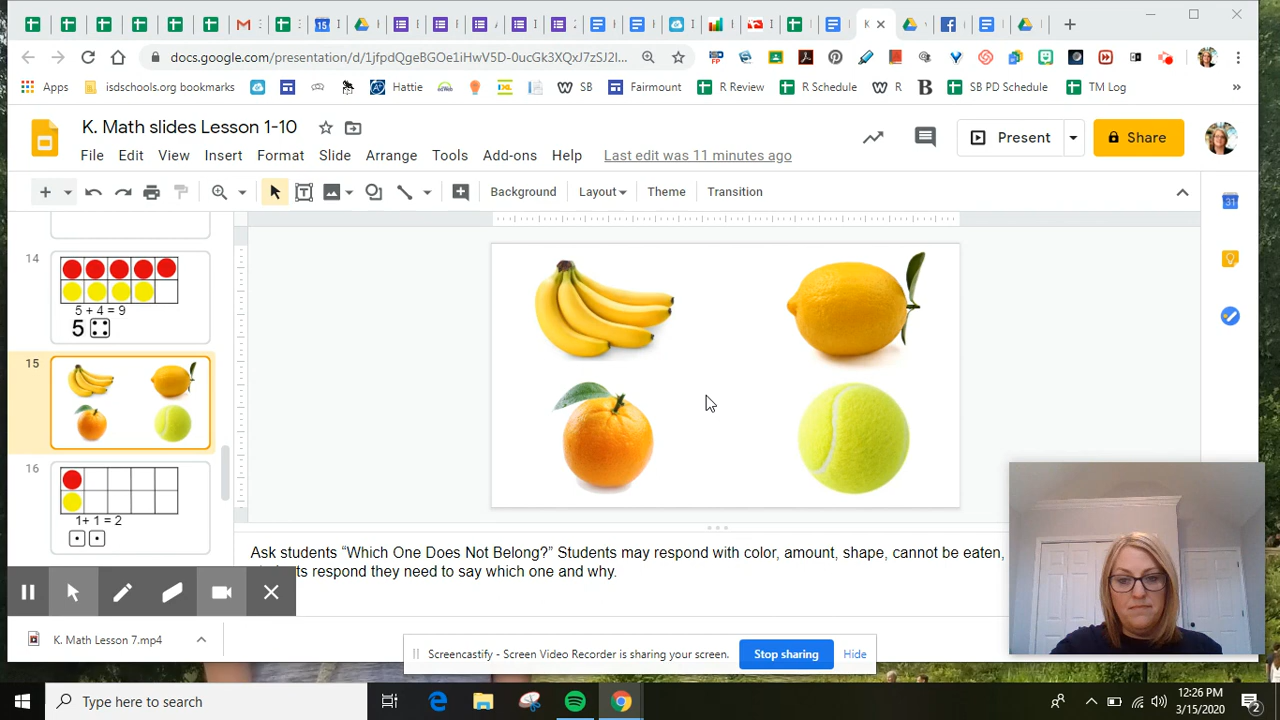 K
docs.google.com/presentation/d/1jfpdQgeBGOe1iHwV5D-0ucGk3XQxJ7zSJ2I...
Apps
isdschools.org bookmarks
Hattie
SB
Fairmount
R Review
R Schedule
R
SB PD Schedule
TM Log
K. Math slides Lesson 1-10
File Edit View Insert Format Slide Arrange Tools Add-ons Help
Last edit was 11 minutes ago
Present
Share
Background Layout Theme Transition
31
14
5 + 4 = 9
5
15
16
1+ 1 = 2
Ask students “Which One Does Not Belong?” Students may respond with color, amount, shape, cannot be eaten,
respond they need to say which one and why.
K. Math Lesson 7.mp4
Screencastify - Screen Video Recorder is sharing your screen.
Stop sharing
Hide
Type here to search
12:26 PM
3/15/2020
2